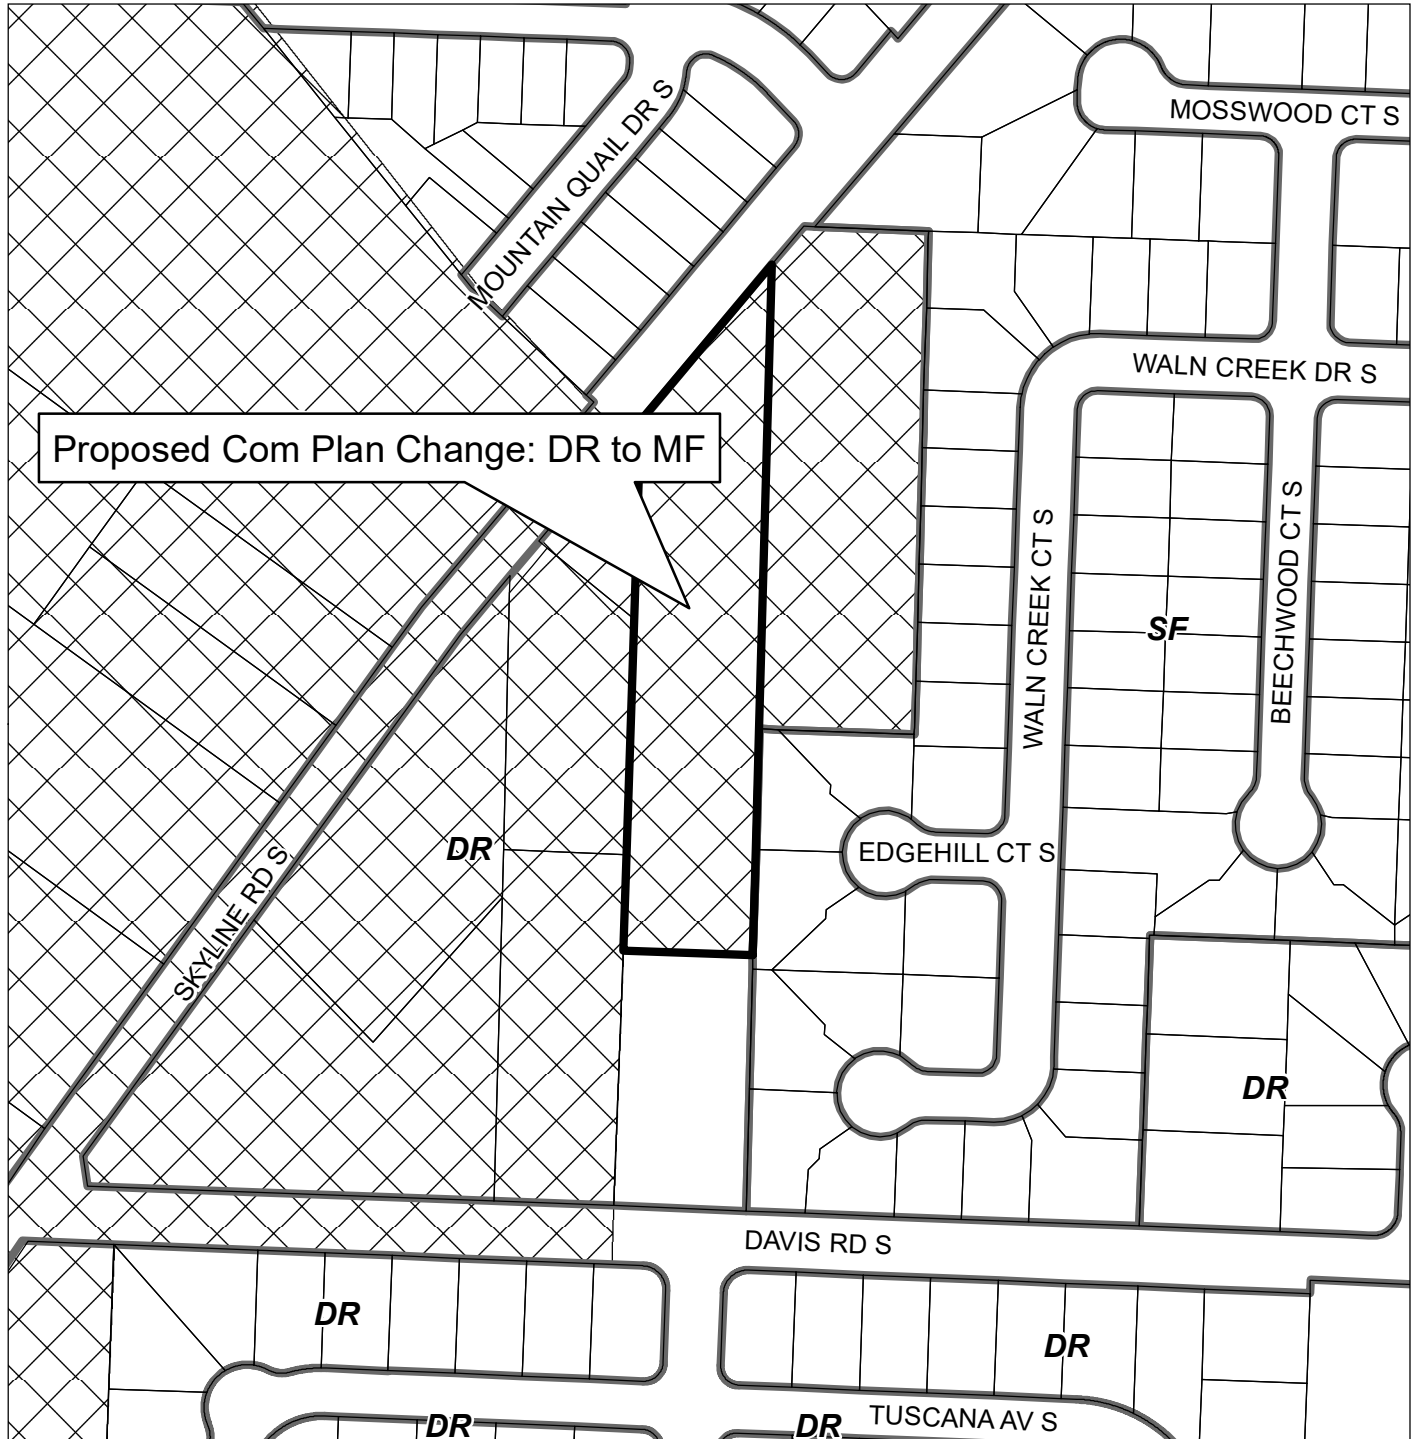 MOUNTAIN QUAIL DR S
MOSSWOOD CT S
WALN CREEK DR S
Proposed Com Plan Change: DR to MF
WALN CREEK CT S
BEECHWOOD CT S
SF
DR
EDGEHILL CT S
SKYLINE RD S
DR
DAVIS RD S
DR
DR
TUSCANA AV S
DR
DR